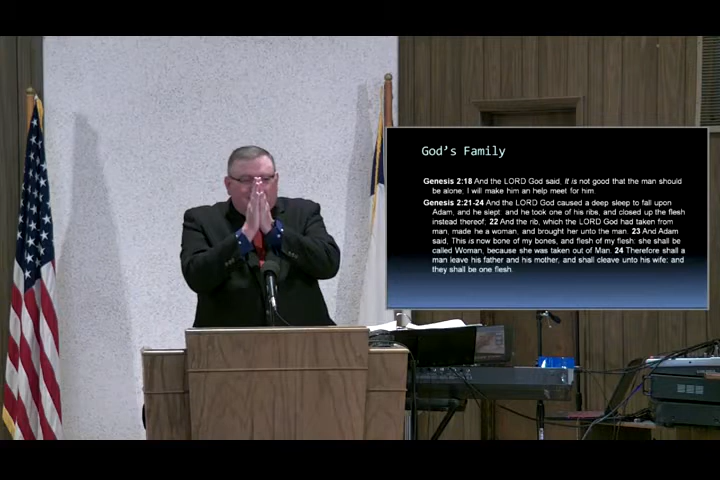 God's Family
Genesis 2:18 And the LORD God said, It is not good that the man should
be alone; I will make him an help meet for him.
Genesis 2:21-24 And the LORD God caused a deep sleep to fall upon
Adam, and he slept: and he took one of his ribs, and closed up the flesh
instead thereof; 22 And the rib, which the LORD God had taken from
man, made he a woman, and brought her unto the man. 23 And Adam
said, This is now bone of my bones, and flesh of my flesh: she shall be
called Woman, because she was taken out of Man. 24 Therefore shall a
man leave his father and his mother, and shall cleave unto his wife: and
they shall be one flesh.